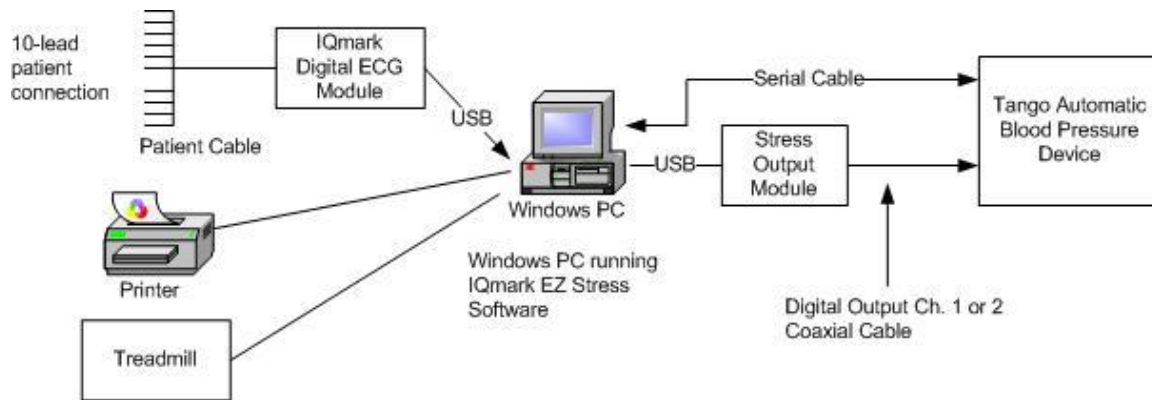 10-lead
patient
connection
Patient Cable
IQmark
Digital ECG
Module
USB
Windows PC
Windows PC running
IQmark EZ Stress
Software
Printer
Treadmill
Serial Cable
USB
Stress
Output
Module
Tango Automatic
Blood Pressure
Device
Digital Output Ch. 1 or 2
Coaxial Cable